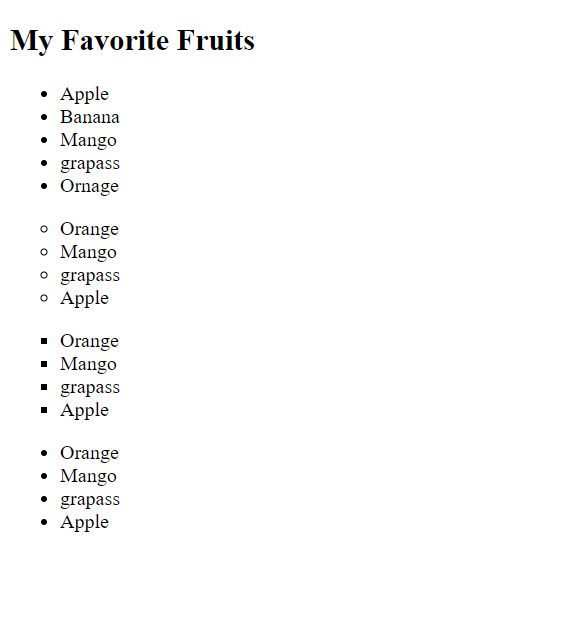 My Favorite Fruits
Apple
Banana
Mango
grapass
Ornage
Orange
Mango
grapass
Apple
Orange
Mango
grapass
Apple
Orange
Mango
grapass
Apple